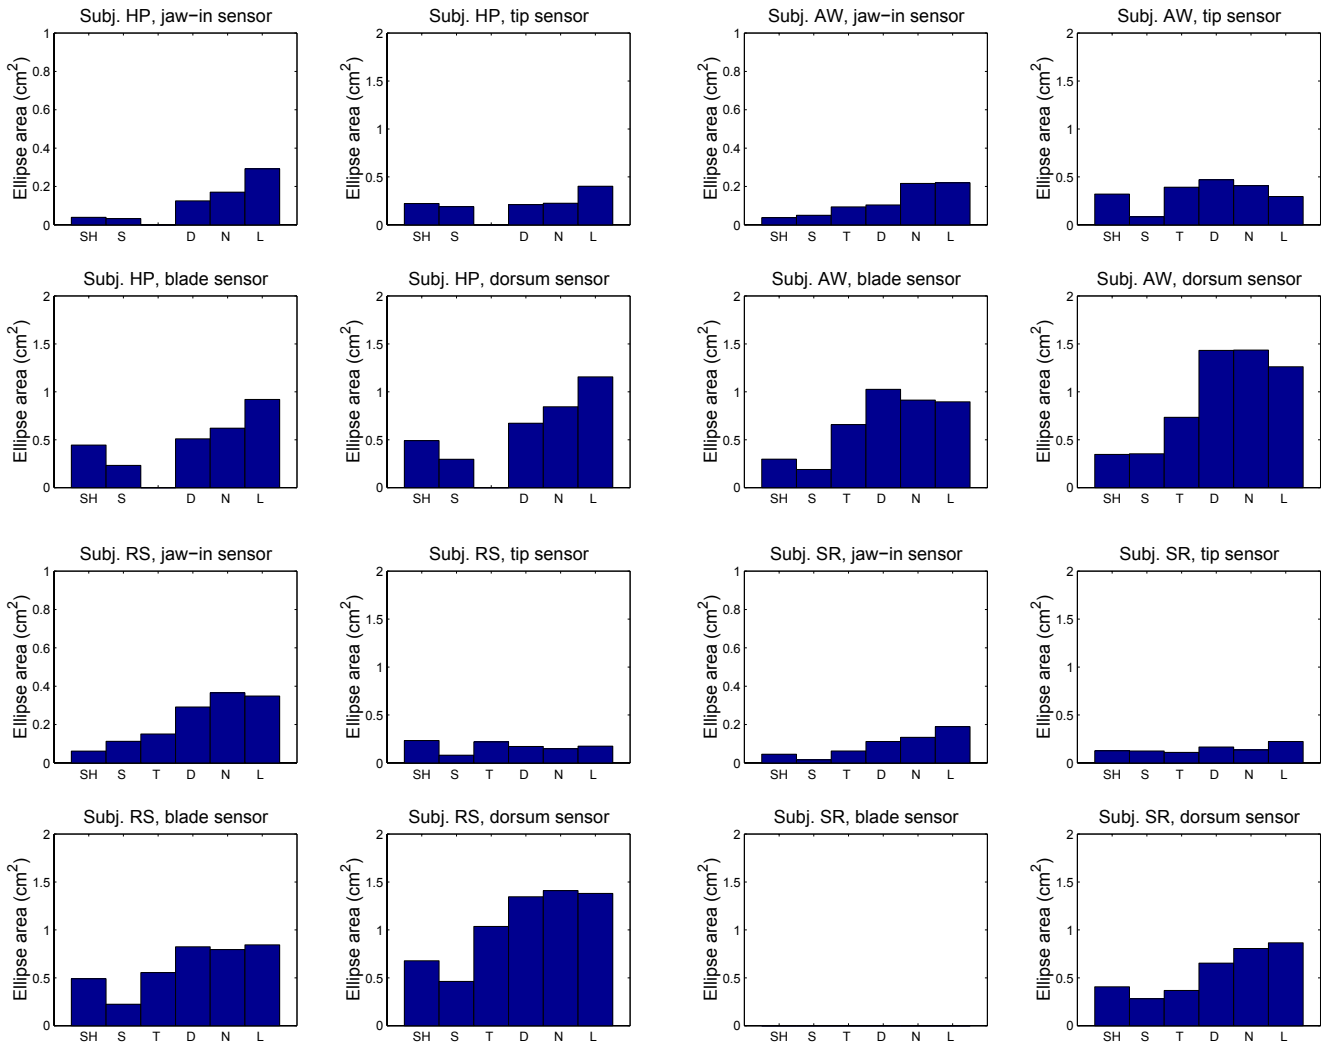 Subj. HP, jaw−in sensor
Ellipse area (cm²)
1
0.8
0.6
0.4
0.2
0
SH S D N L
Subj. HP, tip sensor
Ellipse area (cm²)
2
1.5
1
0.5
0
SH S D N L
Subj. AW, jaw−in sensor
Ellipse area (cm²)
1
0.8
0.6
0.4
0.2
0
SH S T D N L
Subj. AW, tip sensor
Ellipse area (cm²)
2
1.5
1
0.5
0
SH S T D N L
Subj. HP, blade sensor
Ellipse area (cm²)
2
1.5
1
0.5
0
SH S D N L
Subj. HP, dorsum sensor
Ellipse area (cm²)
2
1.5
1
0.5
0
SH S D N L
Subj. AW, blade sensor
Ellipse area (cm²)
2
1.5
1
0.5
0
SH S T D N L
Subj. AW, dorsum sensor
Ellipse area (cm²)
2
1.5
1
0.5
0
SH S T D N L
Subj. RS, jaw−in sensor
Ellipse area (cm²)
1
0.8
0.6
0.4
0.2
0
SH S T D N L
Subj. RS, tip sensor
Ellipse area (cm²)
2
1.5
1
0.5
0
SH S T D N L
Subj. SR, jaw−in sensor
Ellipse area (cm²)
1
0.8
0.6
0.4
0.2
0
SH S T D N L
Subj. SR, tip sensor
Ellipse area (cm²)
2
1.5
1
0.5
0
SH S T D N L
Subj. RS, blade sensor
Ellipse area (cm²)
2
1.5
1
0.5
0
SH S T D N L
Subj. RS, dorsum sensor
Ellipse area (cm²)
2
1.5
1
0.5
0
SH S T D N L
Subj. SR, blade sensor
Ellipse area (cm²)
2
1.5
1
0.5
0
SH S T D N L
Subj. SR, dorsum sensor
Ellipse area (cm²)
2
1.5
1
0.5
0
SH S T D N L